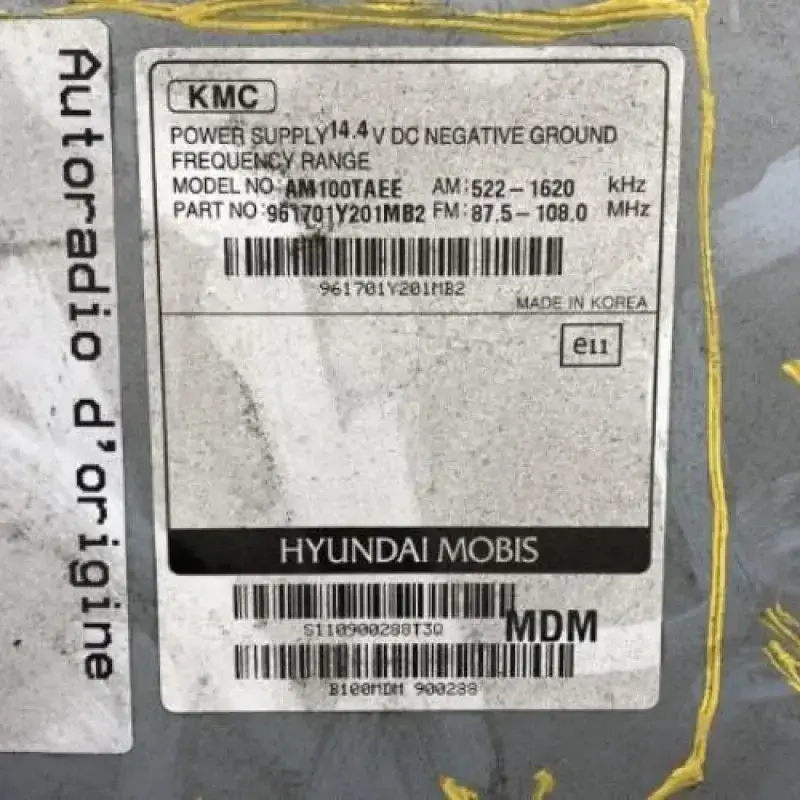 Autoradio d'origine
KMC
POWER SUPPLY 14.4 V DC NEGATIVE GROUND
FREQUENCY RANGE
MODEL NO: AM100TAEE AM: 522-1620 kHz
PART NO: 961701Y201MB2 FM: 87.5-108.0 MHz
961701Y201MB2
MADE IN KOREA
e11
HYUNDAI MOBIS
S110900288T3Q
MDM
B100MDM 900288